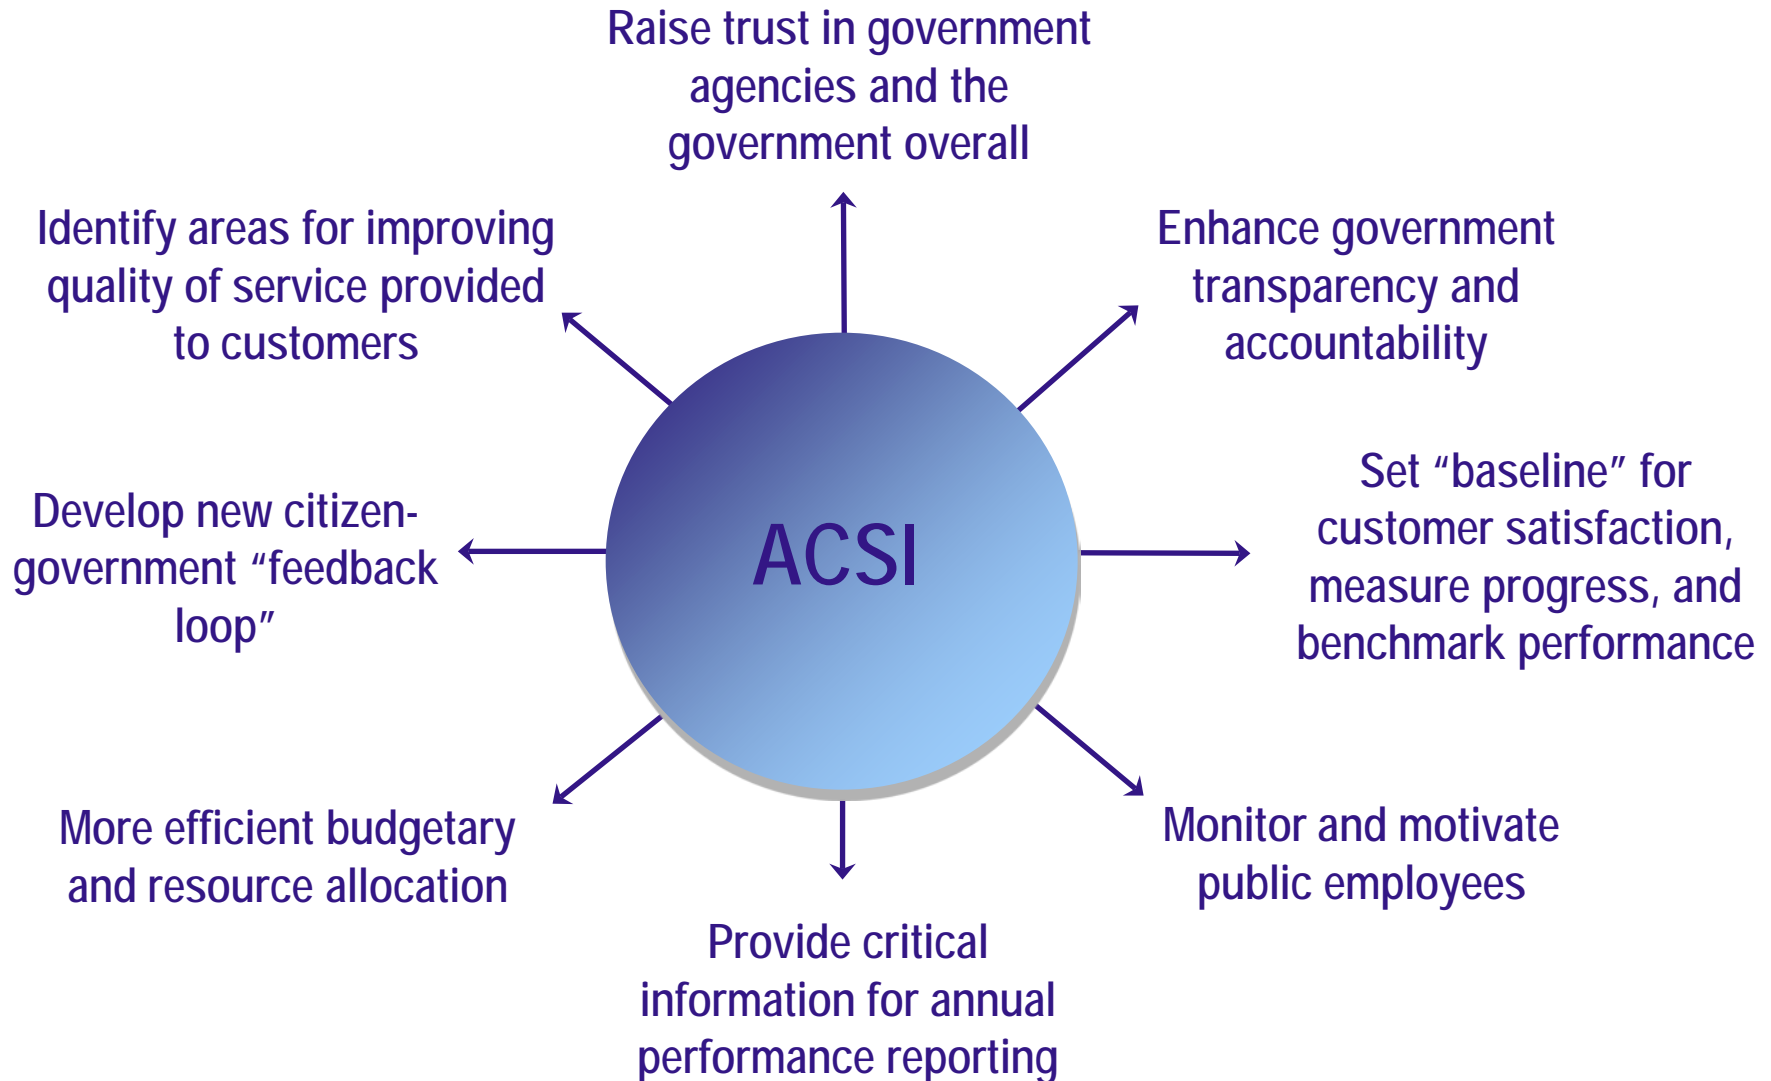 Raise trust in government
agencies and the
government overall
Identify areas for improving
quality of service provided
to customers
Enhance government
transparency and
accountability
Develop new citizen-
government “feedback
loop”
ACSI
Set “baseline” for
customer satisfaction,
measure progress, and
benchmark performance
More efficient budgetary
and resource allocation
Monitor and motivate
public employees
Provide critical
information for annual
performance reporting